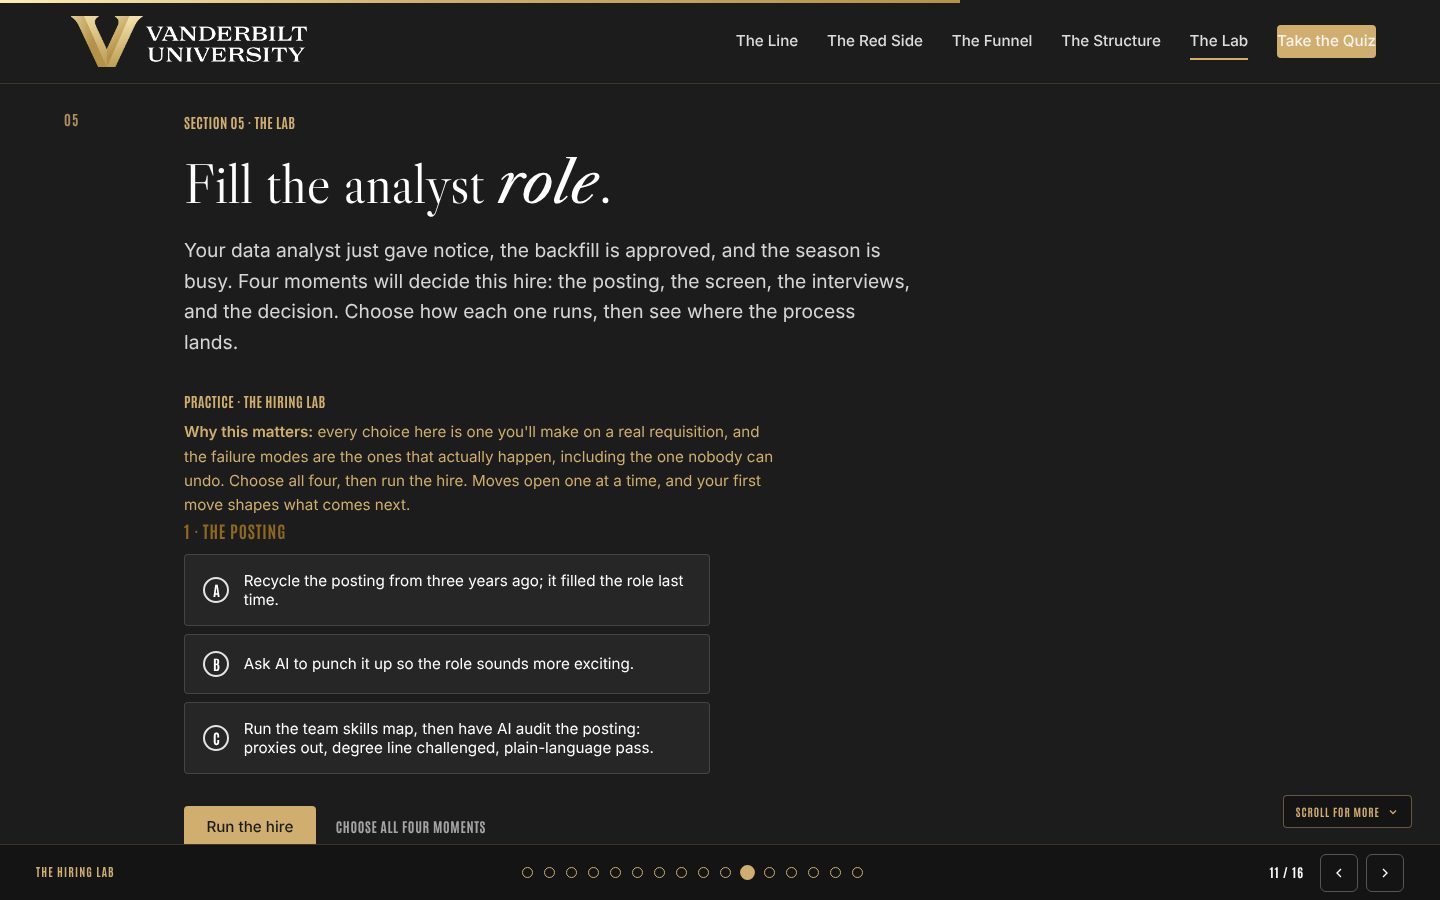 VANDERBILT
UNIVERSITY
The Line
The Red Side
The Funnel
The Structure
The Lab
Take the Quiz
05
SECTION 05 · THE LAB
Fill the analyst role.
Your data analyst just gave notice, the backfill is approved, and the season is
busy. Four moments will decide this hire: the posting, the screen, the interviews,
and the decision. Choose how each one runs, then see where the process
lands.
PRACTICE · THE HIRING LAB
Why this matters: every choice here is one you'll make on a real requisition, and
the failure modes are the ones that actually happen, including the one nobody can
undo. Choose all four, then run the hire. Moves open one at a time, and your first
move shapes what comes next.
1 · THE POSTING
A
Recycle the posting from three years ago; it filled the role last
time.
B
Ask AI to punch it up so the role sounds more exciting.
C
Run the team skills map, then have AI audit the posting:
proxies out, degree line challenged, plain-language pass.
Run the hire
CHOOSE ALL FOUR MOMENTS
SCROLL FOR MORE
THE HIRING LAB
11 / 16